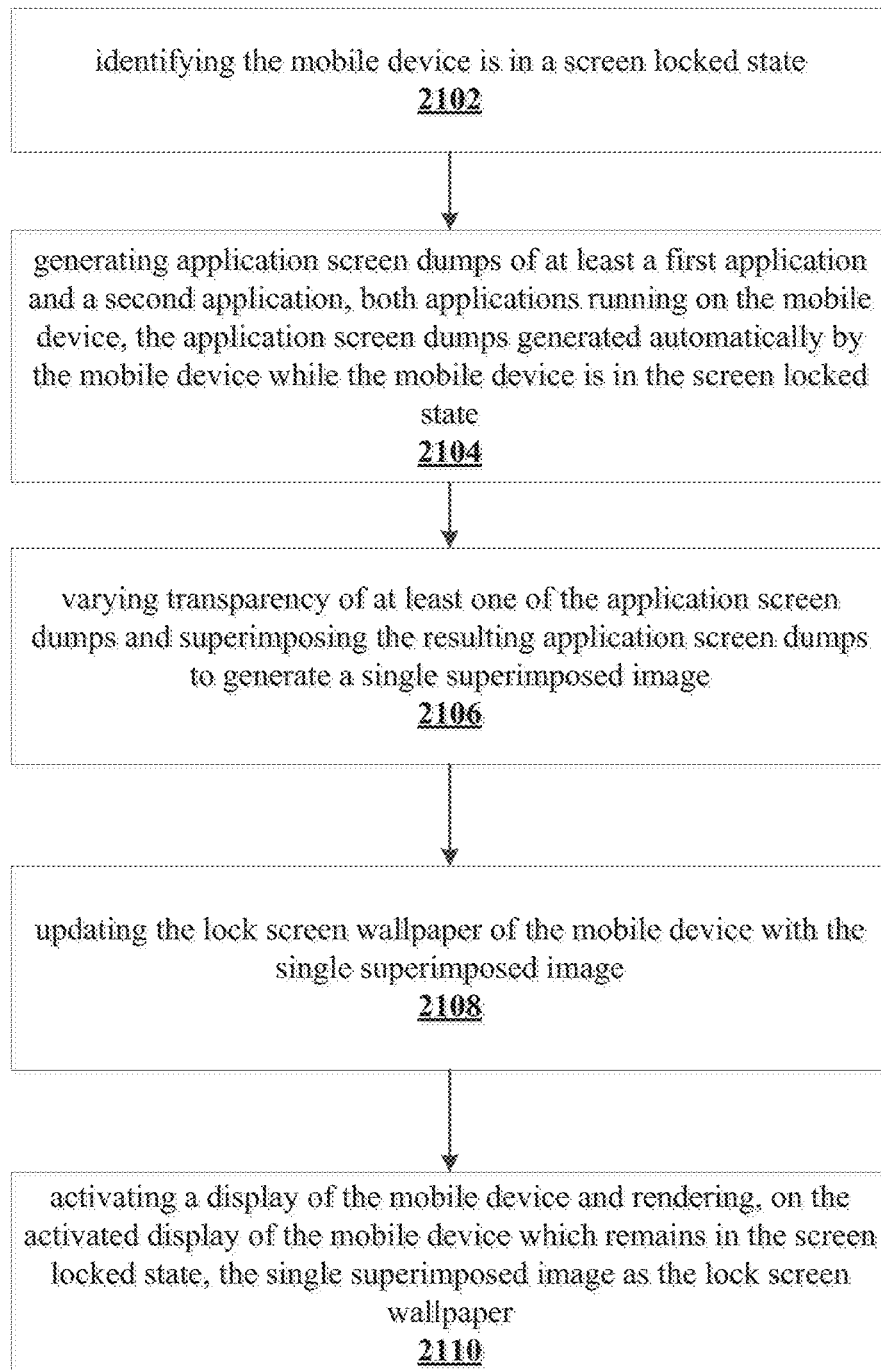 identifying the mobile device is in a screen locked state
2102
generating application screen dumps of at least a first application
and a second application, both applications running on the mobile
device, the application screen dumps generated automatically by
the mobile device while the mobile device is in the screen locked
state
2104
varying transparency of at least one of the application screen
dumps and superimposing the resulting application screen dumps
to generate a single superimposed image
2106
updating the lock screen wallpaper of the mobile device with the
single superimposed image
2108
activating a display of the mobile device and rendering, on the
activated display of the mobile device which remains in the screen
locked state, the single superimposed image as the lock screen
wallpaper
2110